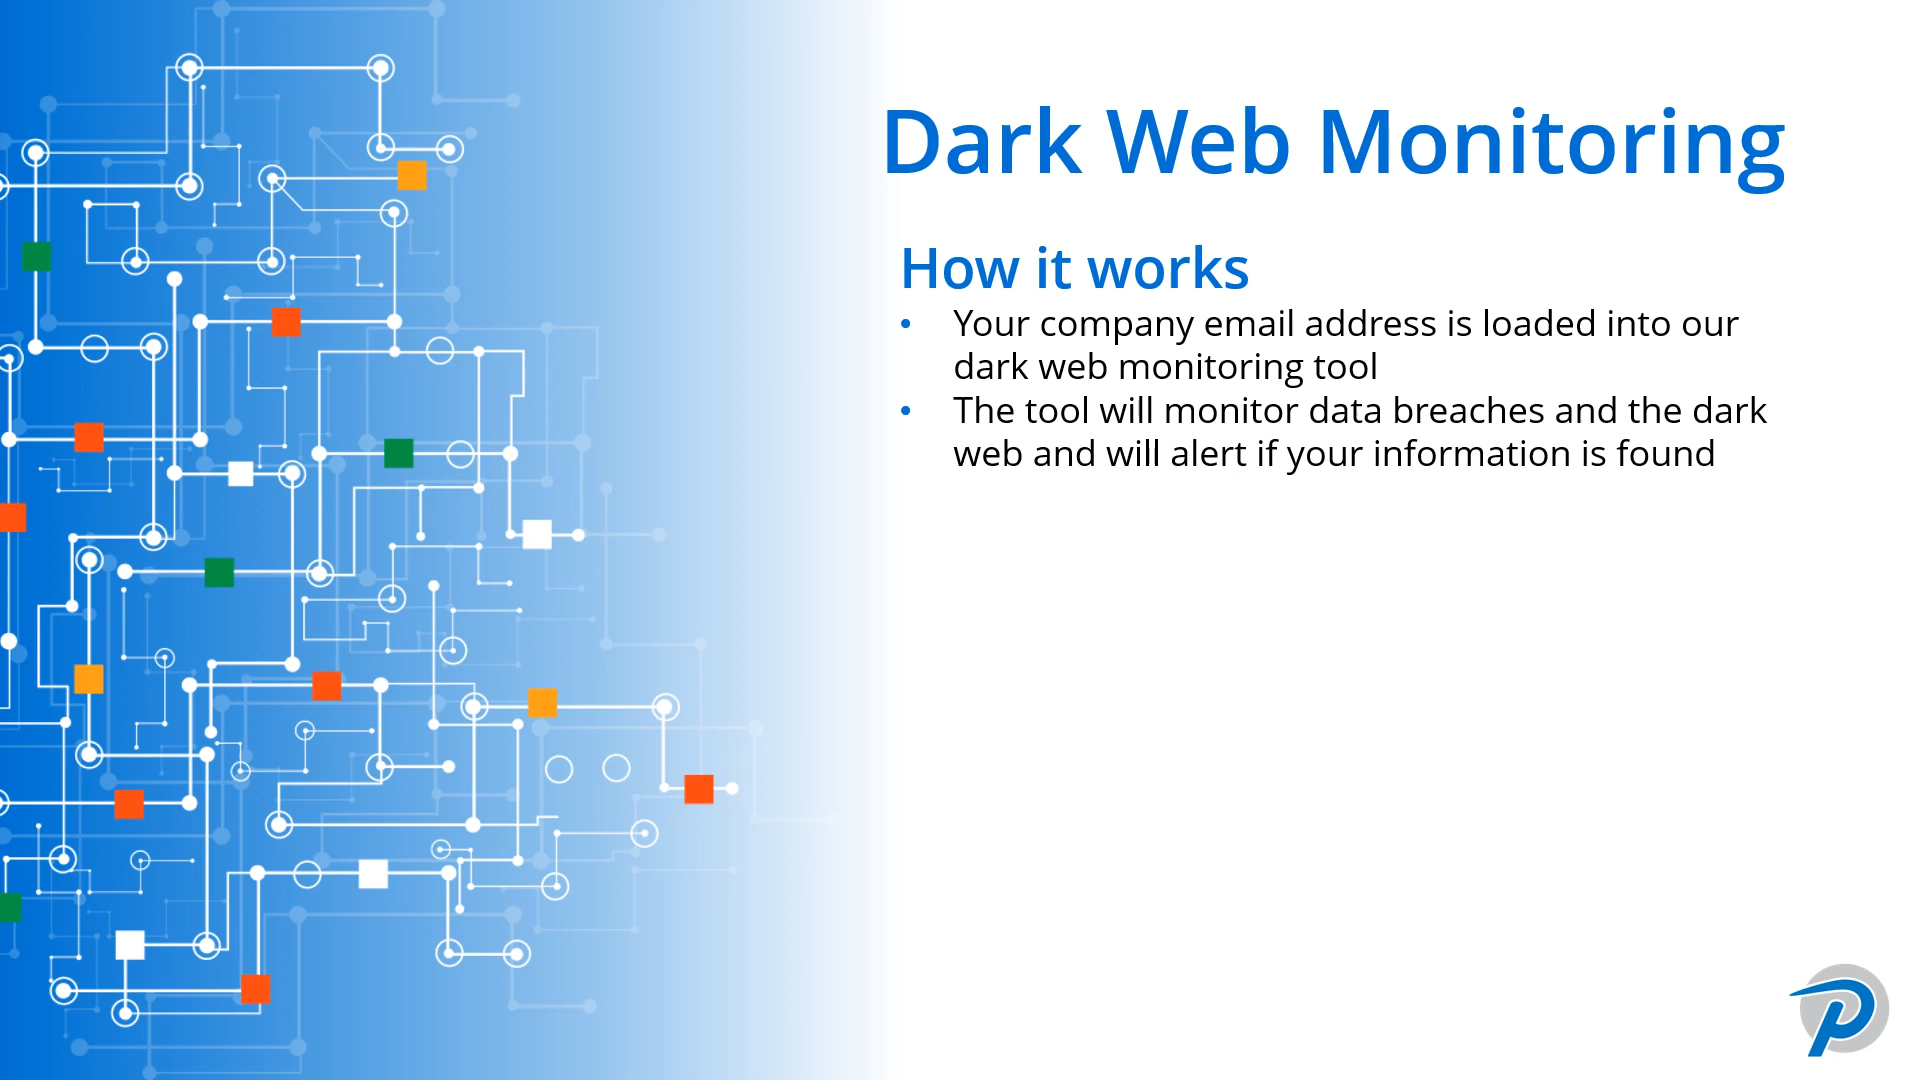 Dark Web Monitoring
How it works
• Your company email address is loaded into our
dark web monitoring tool
• The tool will monitor data breaches and the dark
web and will alert if your information is found